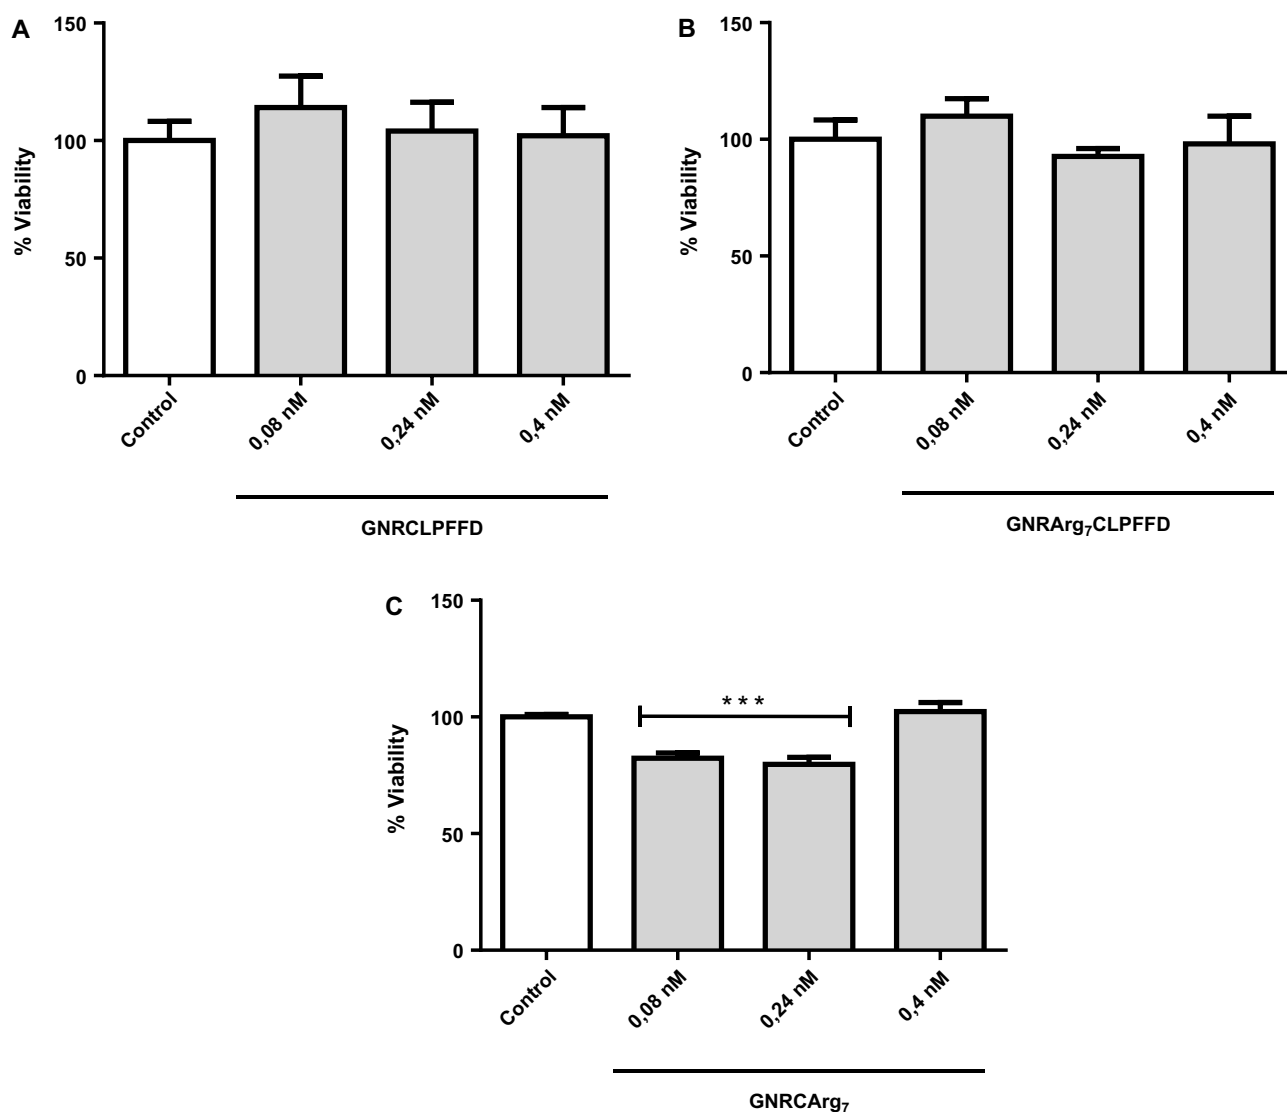 A
150
100
50
0
% Viability
Control
0,08 nM
0,24 nM
0,4 nM
GNRCLPFFD
B
150
100
50
0
% Viability
Control
0,08 nM
0,24 nM
0,4 nM
GNRArg₇CLPFFD
C
150
100
50
0
% Viability
***
Control
0,08 nM
0,24 nM
0,4 nM
GNRCArg₇